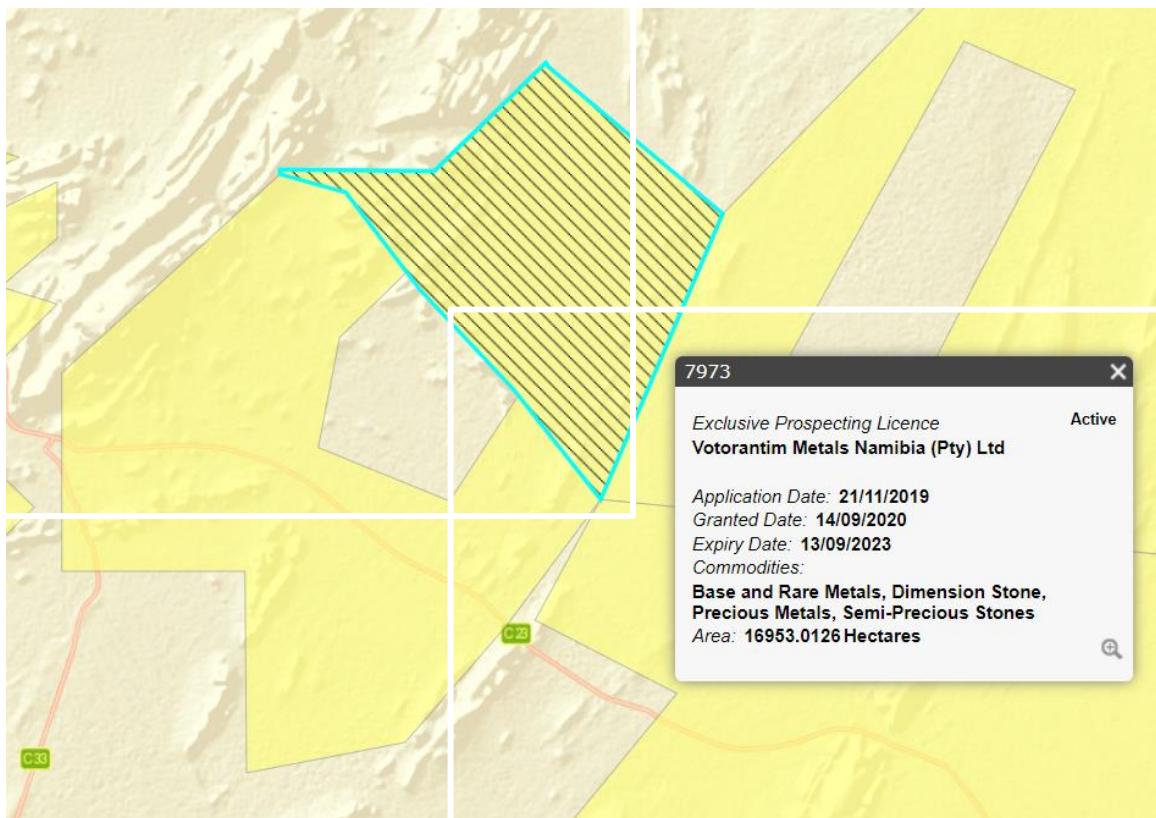 7973
Exclusive Prospecting Licence Active
Votorantim Metals Namibia (Pty) Ltd
Application Date: 21/11/2019
Granted Date: 14/09/2020
Expiry Date: 13/09/2023
Commodities:
Base and Rare Metals, Dimension Stone,
Precious Metals, Semi-Precious Stones
Area: 16953.0126 Hectares
C23
C33